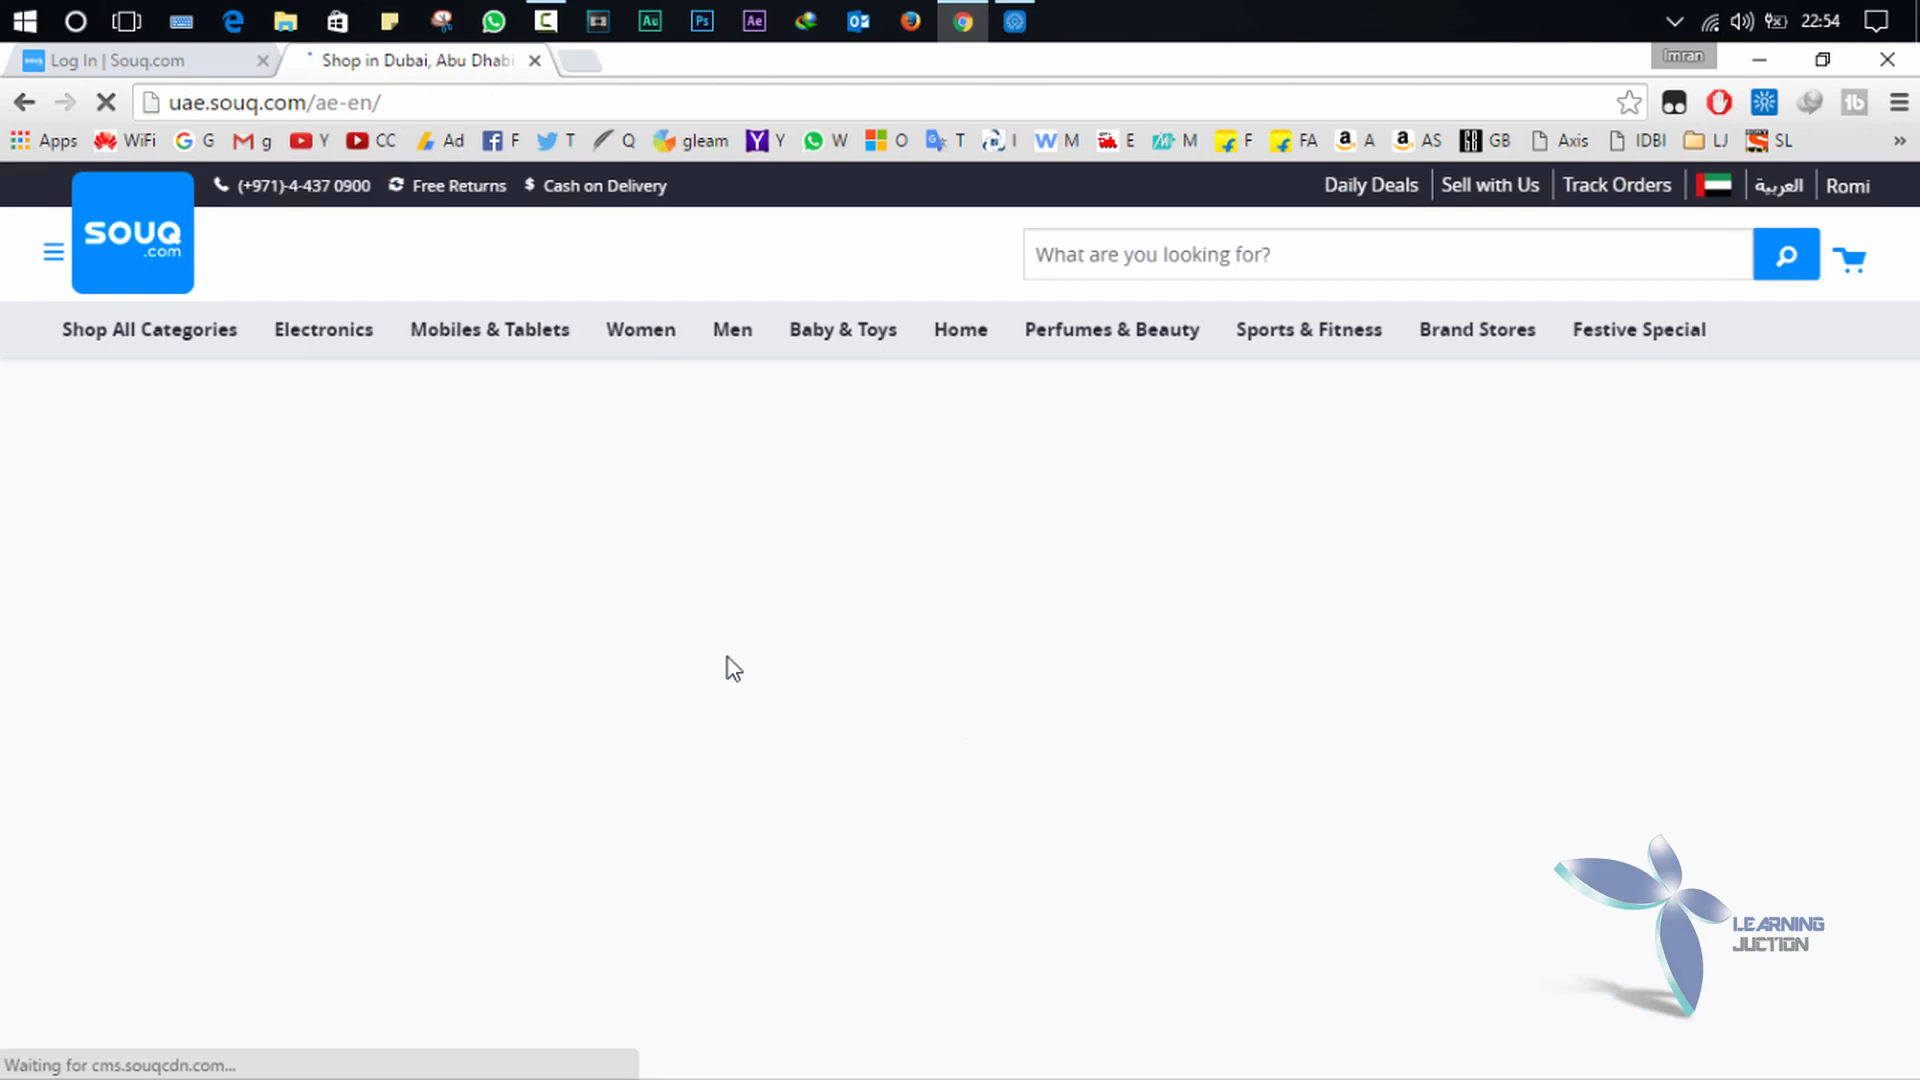 Au Ps Ae 22:54
Log In | Souq.com Shop in Dubai, Abu Dhabi Imran
uae.souq.com/ae-en/
Apps WiFi G M g Y CC Ad F T Q gleam Y W O T I W M E M F FA a A a AS GB Axis IDBI LJ SL »
(+971)-4-437 0900 Free Returns $ Cash on Delivery Daily Deals Sell with Us Track Orders العربية Romi
SOUQ
.com
What are you looking for?
Shop All Categories Electronics Mobiles & Tablets Women Men Baby & Toys Home Perfumes & Beauty Sports & Fitness Brand Stores Festive Special
LEARNING
JUCTION
Waiting for cms.souqcdn.com...